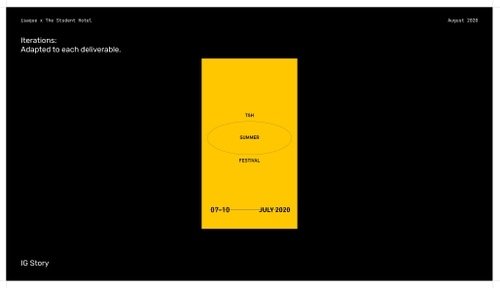 x The Student Hotel
August 2020
Iterations:
Adapted to each deliverable.
TSH
SUMMER
FESTIVAL
07–10
JULY 2020
IG Story